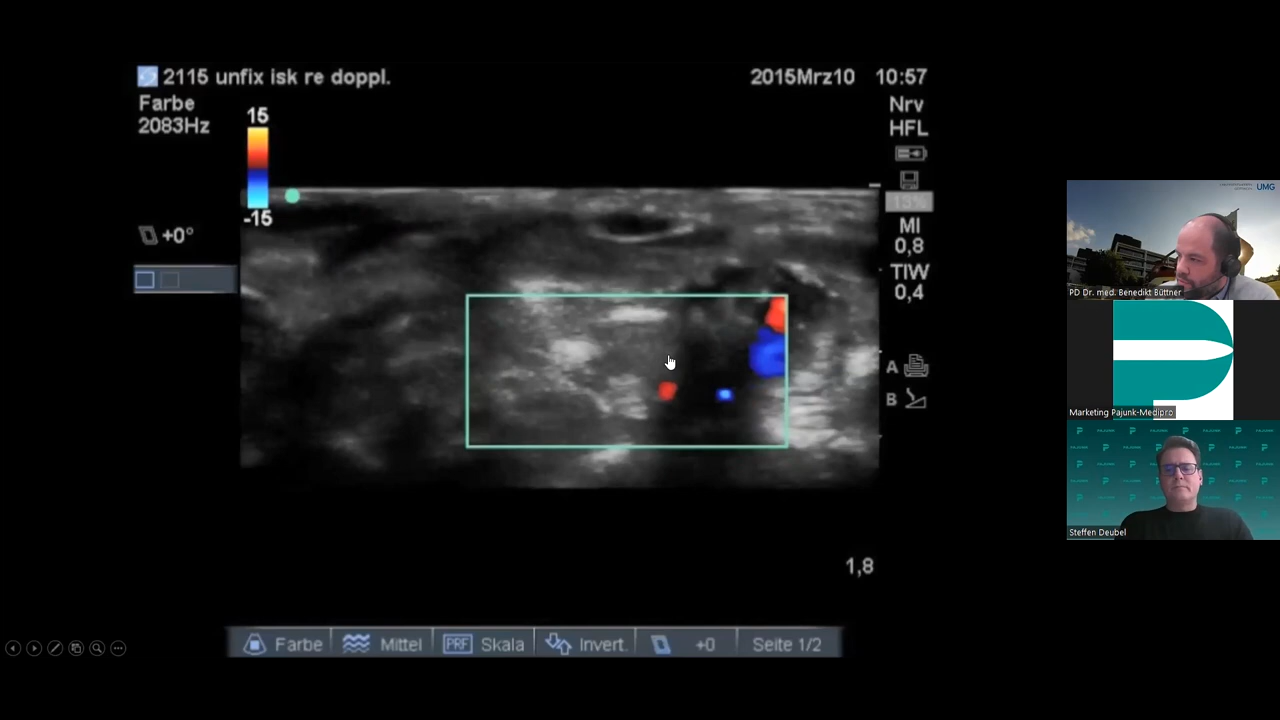 2115 unfix isk re doppl.
2015Mrz10 10:57
Farbe
2083Hz
15
-15
+0°
Nrv
HFL
13%
MI
0,8
TIW
0,4
A
B
1,8
Farbe
Mittel
PRF Skala
Invert.
+0
Seite 1/2
UMG
PD Dr. med. Benedikt Büttner
Marketing Pajunk-Medipro
Steffen Deubel